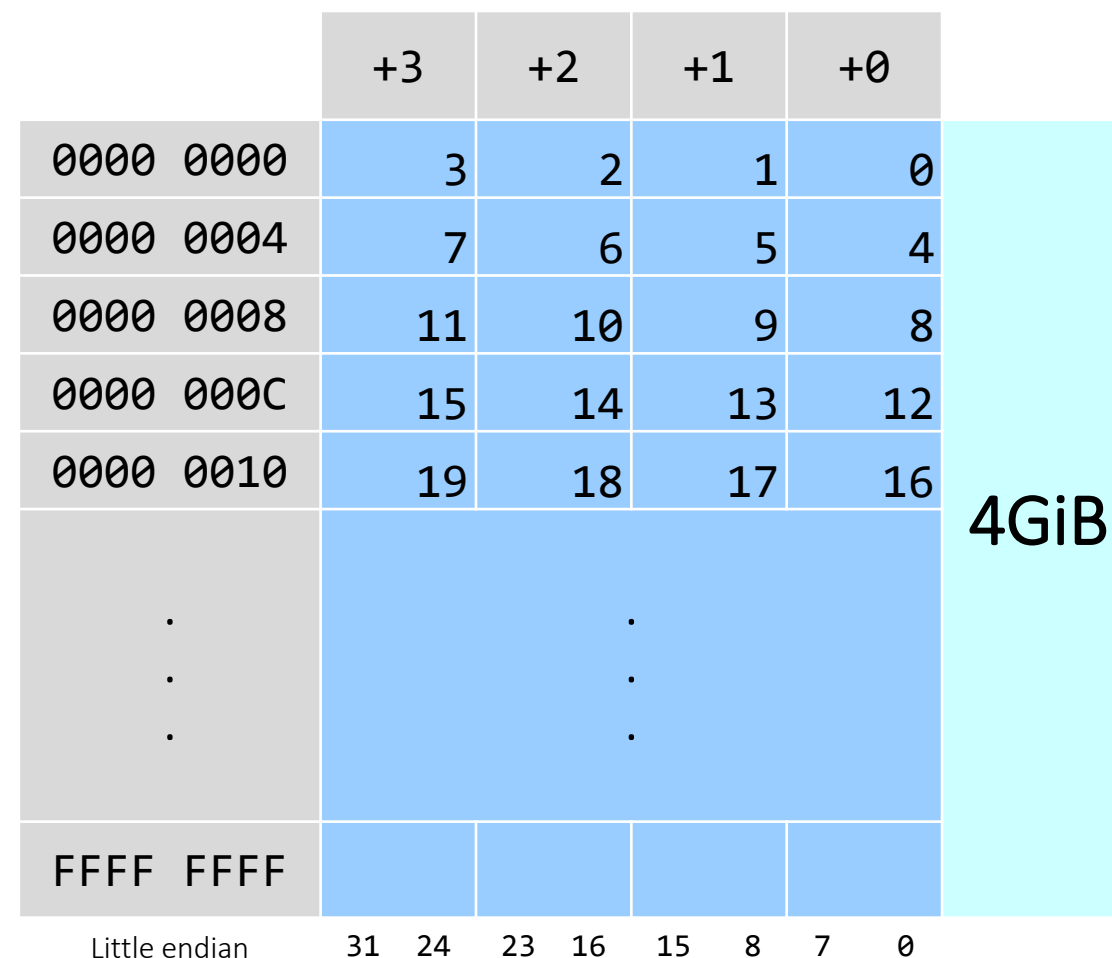 +3 +2 +1 +0
0000 0000 3 2 1 0
0000 0004 7 6 5 4
0000 0008 11 10 9 8
0000 000C 15 14 13 12
0000 0010 19 18 17 16
4GiB
. .
. .
. .
FFFF FFFF
Little endian 31 24 23 16 15 8 7 0